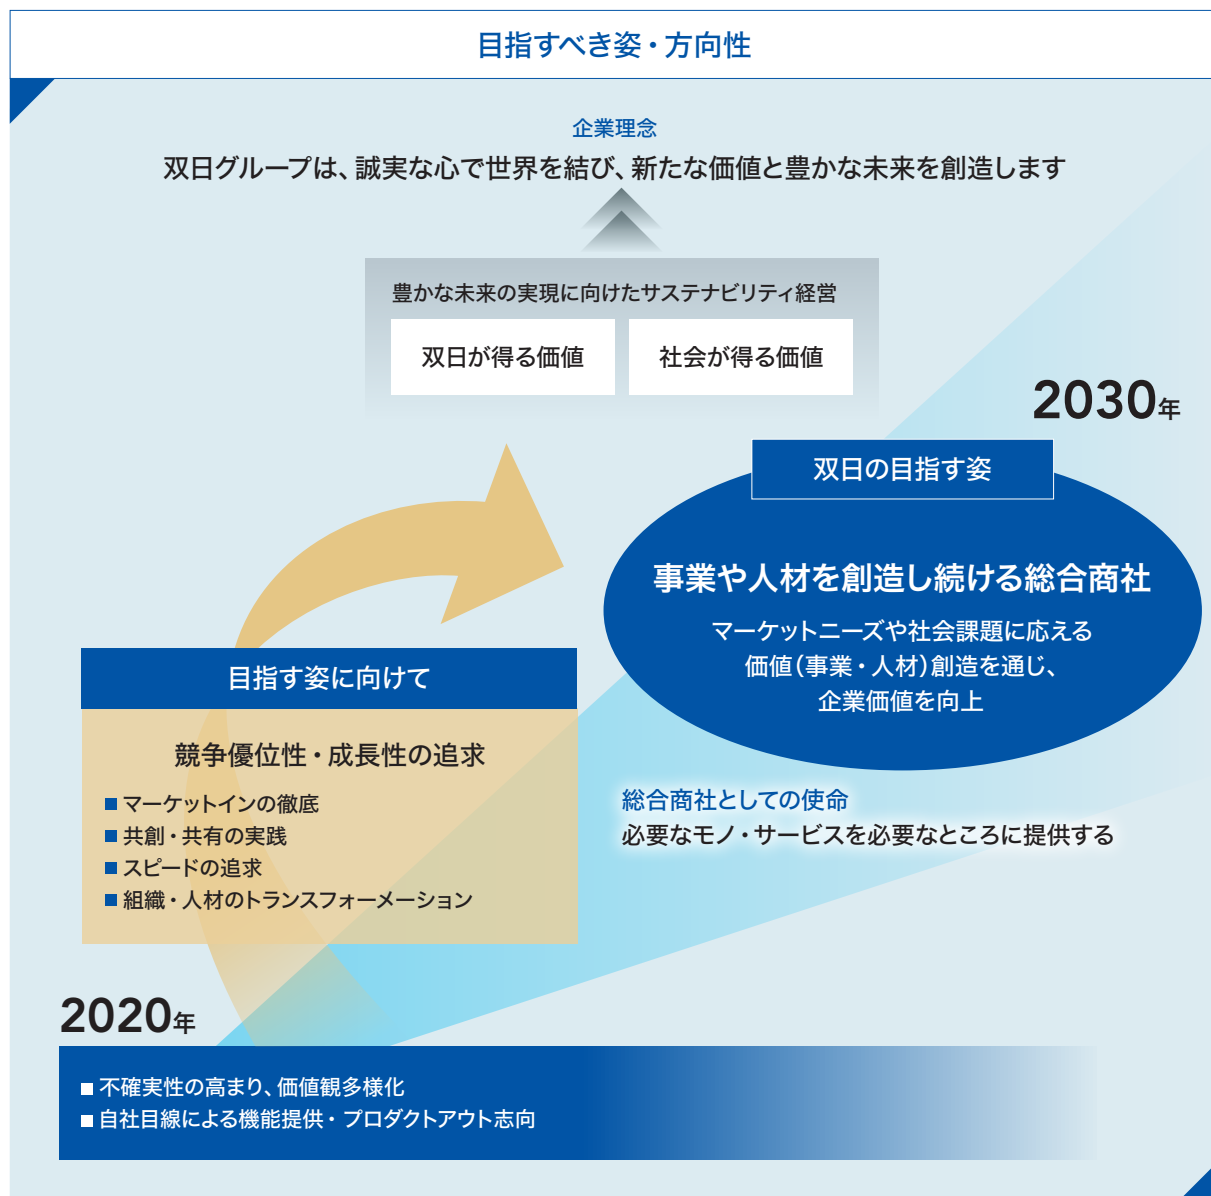 目指すべき姿・方向性
企業理念
双日グループは、誠実な心で世界を結び、新たな価値と豊かな未来を創造します
豊かな未来の実現に向けたサステナビリティ経営
双日が得る価値
社会が得る価値
2030年
双日の目指す姿
事業や人材を創造し続ける総合商社
マーケットニーズや社会課題に応える
価値（事業・人材）創造を通じ、
企業価値を向上
目指す姿に向けて
競争優位性・成長性の追求
■ マーケットインの徹底
■ 共創・共有の実践
■ スピードの追求
■ 組織・人材のトランスフォーメーション
総合商社としての使命
必要なモノ・サービスを必要なところに提供する
2020年
■ 不確実性の高まり、価値観多様化
■ 自社目線による機能提供・プロダクトアウト志向